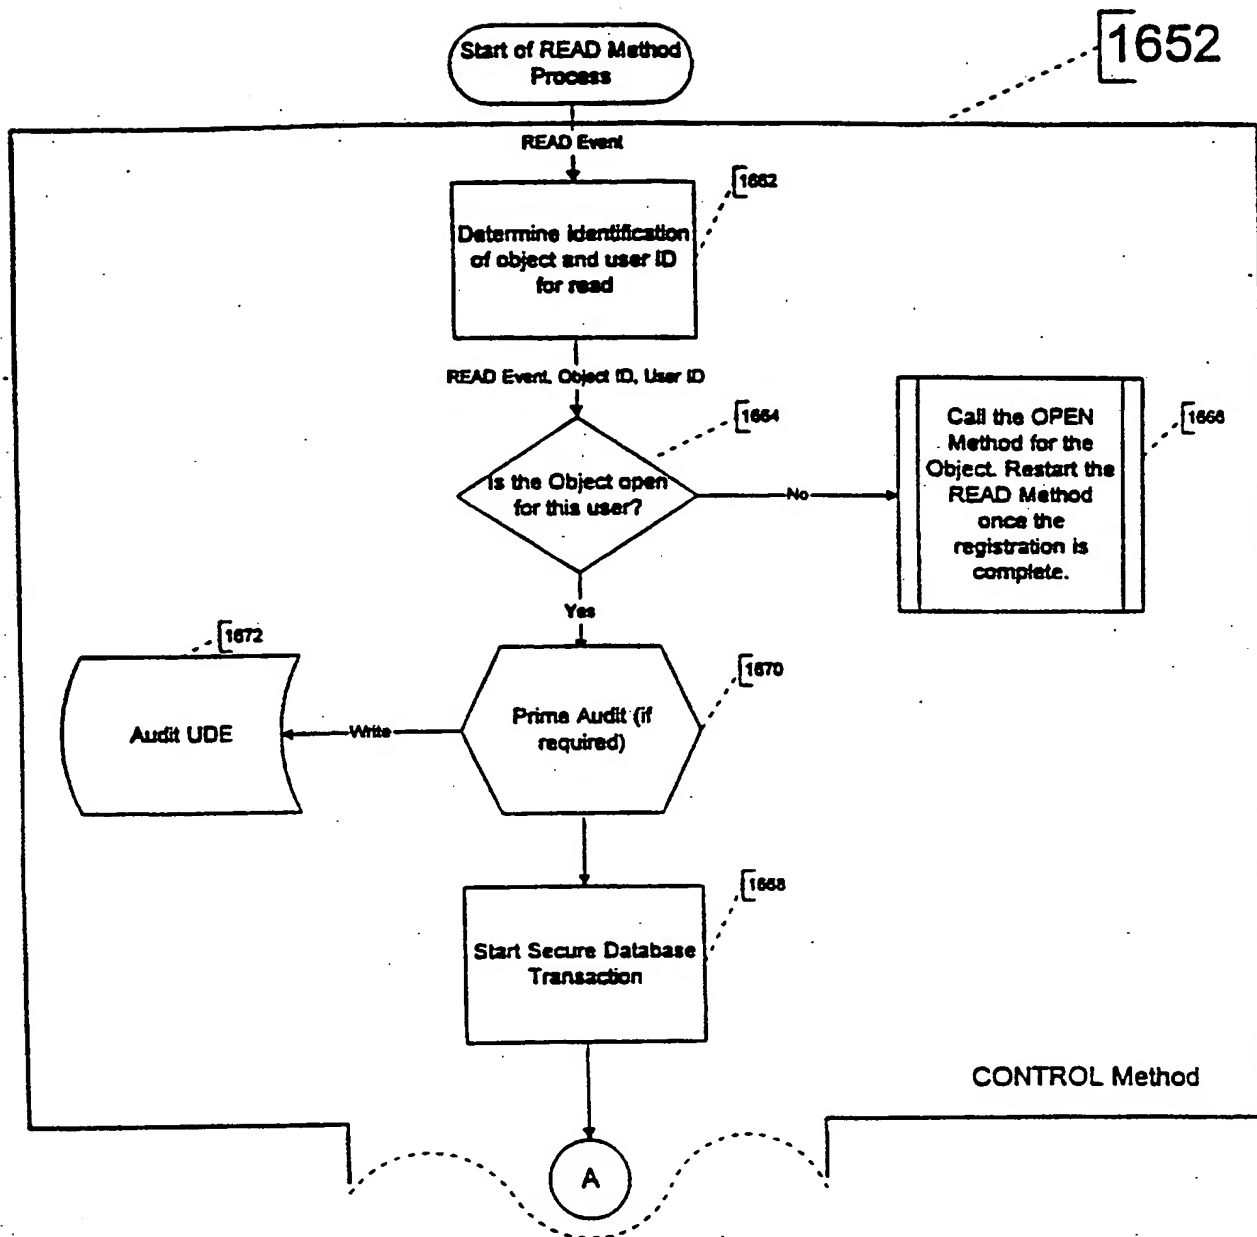 Start of READ Method
Process
1652
READ Event
1662
Determine identification
of object and user ID
for read
READ Event, Object ID, User ID
1664
Is the Object open
for this user?
No
Call the OPEN
Method for the
Object. Restart the
READ Method
once the
registration is
complete.
1666
Yes
1672
Audit UDE
Write
Prime Audit (if
required)
1670
1668
Start Secure Database
Transaction
CONTROL Method
A